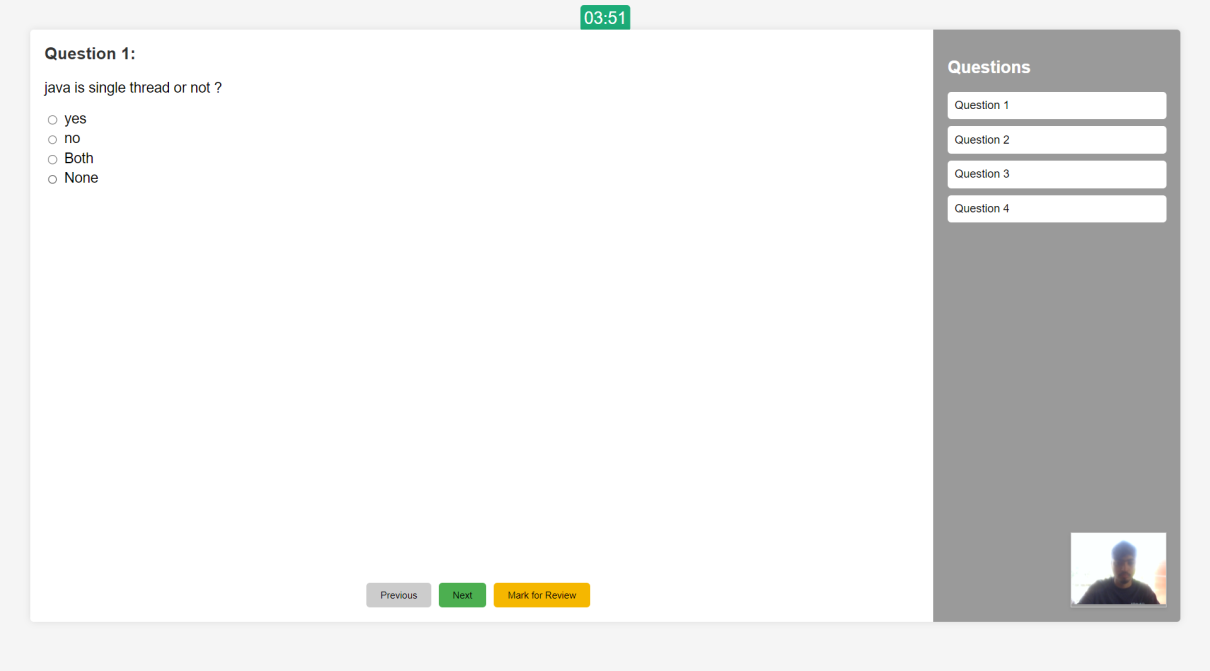 03:51
Question 1:
java is single thread or not ?
yes
no
Both
None
Previous
Next
Mark for Review
Questions
Question 1
Question 2
Question 3
Question 4